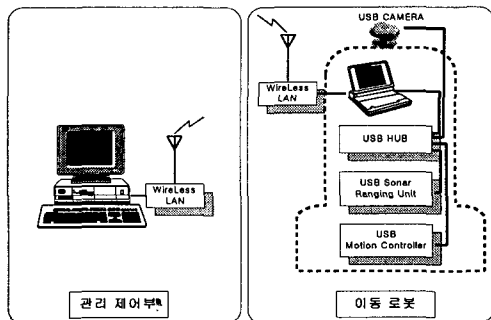 WireLess
LAN
관리 제어부
USB CAMERA
WireLess
LAN
USB HUB
USB Sonar
Ranging Unit
USB
Motion Controller
이동 로봇